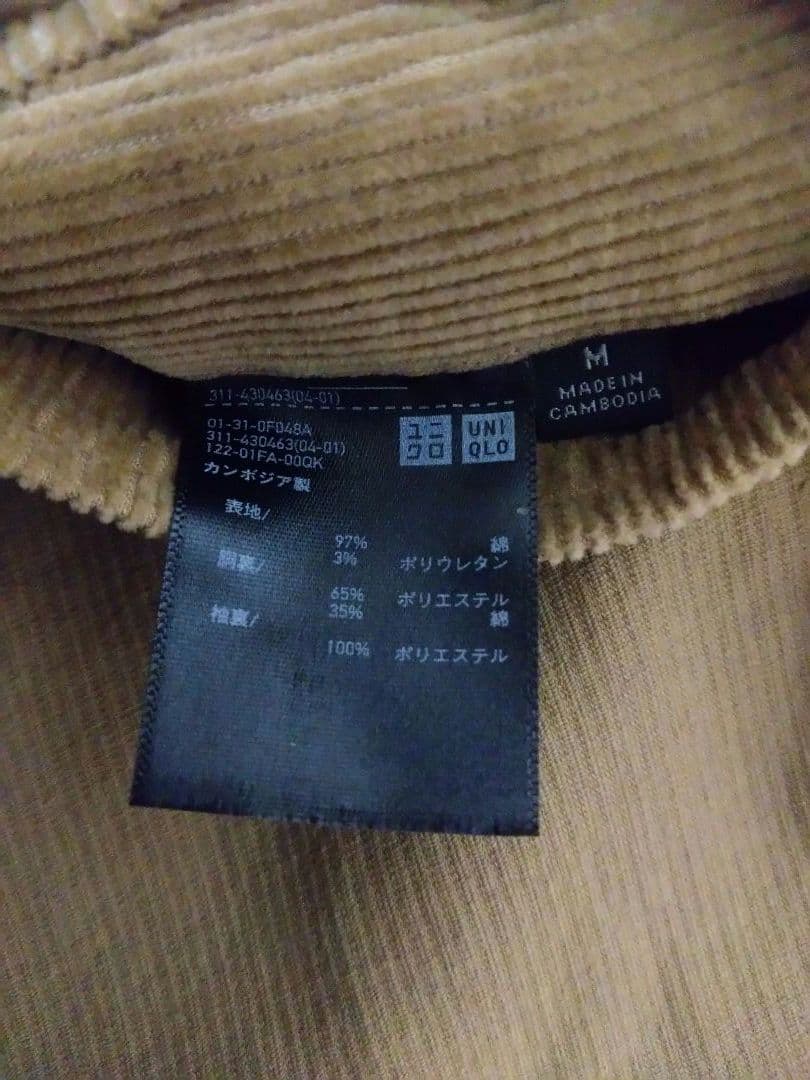 M
MADE IN
CAMBODIA
311-430463(04-01)
ユニ
クロ
UNI
QLO
01-31-0F048A
311-430463(04-01)
122-01FA-00QK
カンボジア製
表地/
97% 綿
3% ポリウレタン
胴裏/
65% ポリエステル
35% 綿
袖裏/
100% ポリエステル